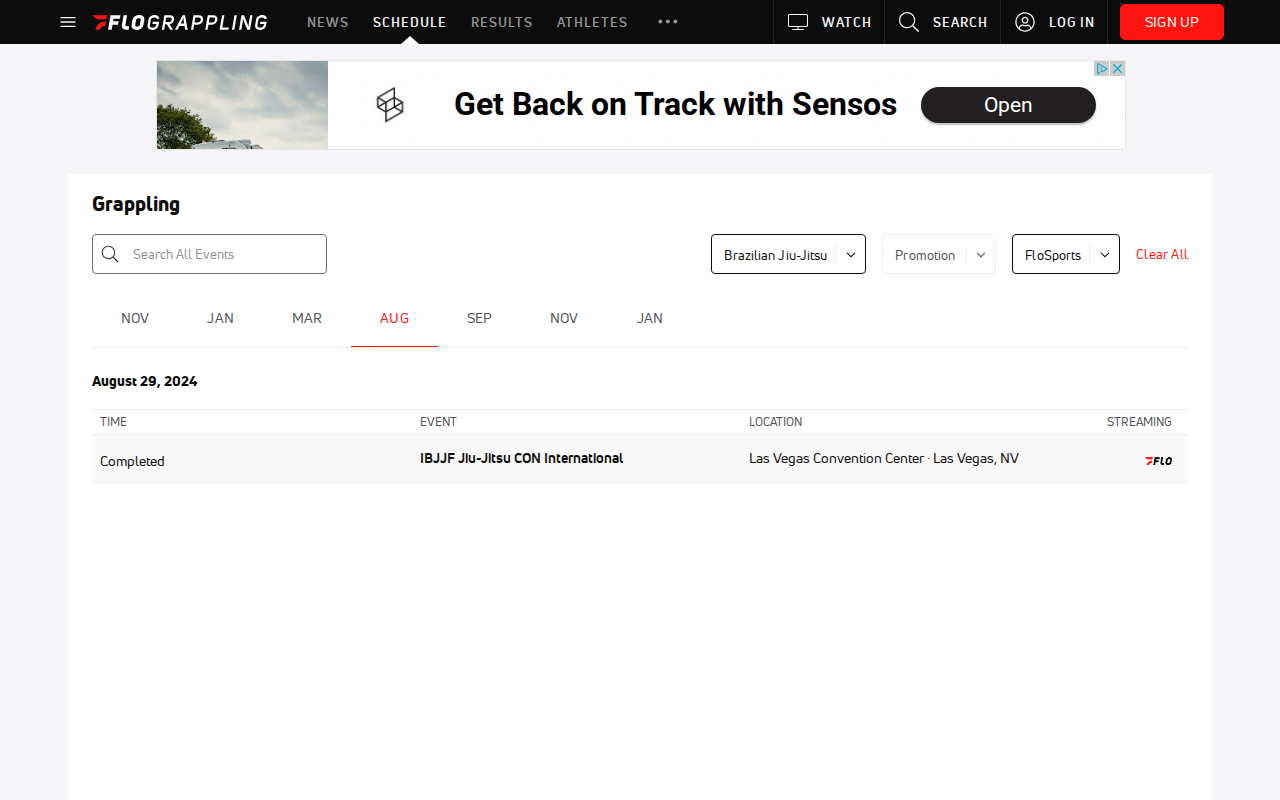 FLOGRAPPLING NEWS SCHEDULE RESULTS ATHLETES WATCH SEARCH LOG IN SIGN UP
Get Back on Track with Sensos Open
Grappling
Search All Events Brazilian Jiu-Jitsu Promotion FloSports Clear All
NOV JAN MAR AUG SEP NOV JAN
August 29, 2024
TIME EVENT LOCATION STREAMING
Completed IBJJF Jiu-Jitsu CON International Las Vegas Convention Center · Las Vegas, NV FLO